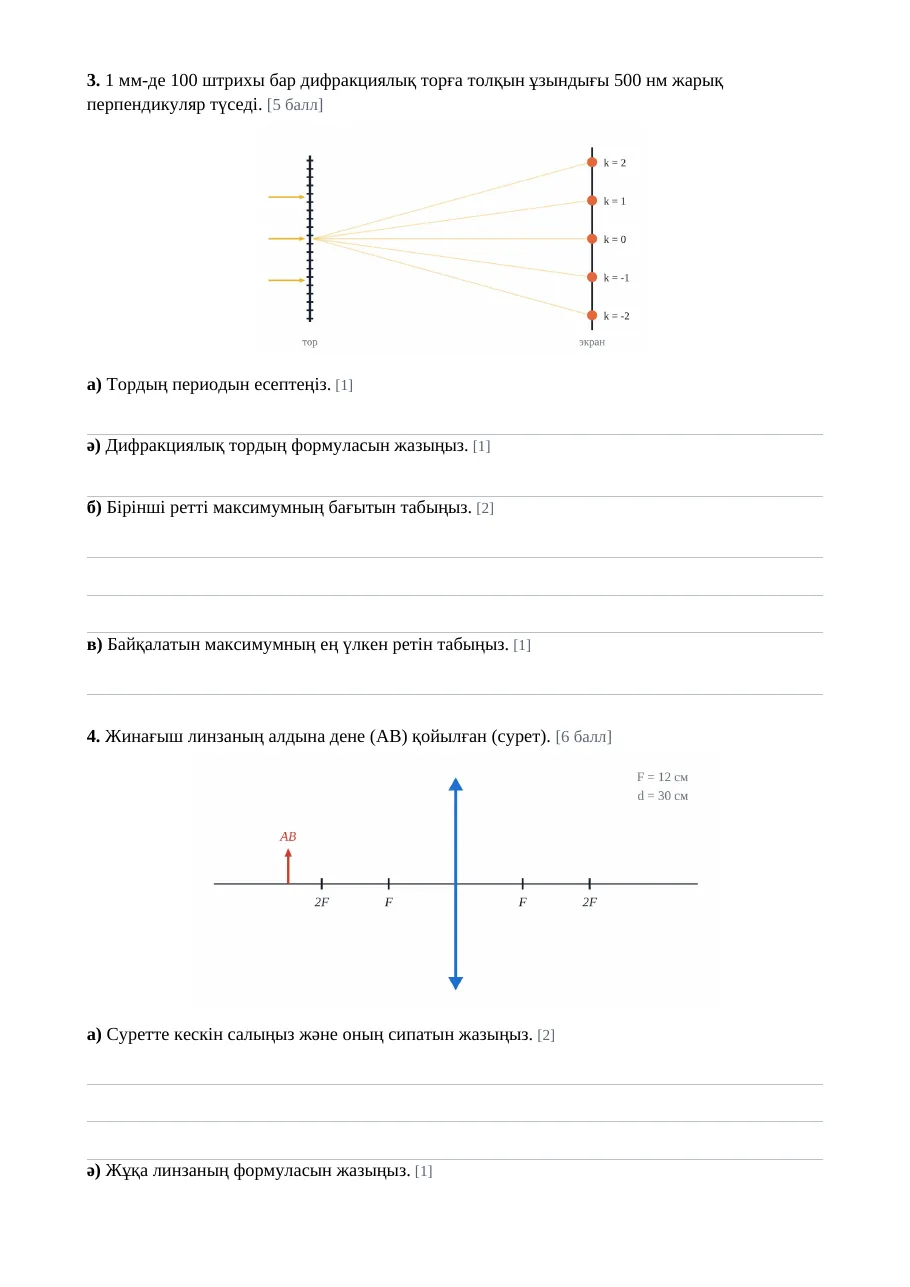 3. 1 мм-де 100 штрихы бар дифракциялық торға толқын ұзындығы 500 нм жарық
перпендикуляр түседі. [5 балл]
k = 2
k = 1
k = 0
k = -1
k = -2
тор
экран
а) Тордың периодын есептеңіз. [1]
ә) Дифракциялық тордың формуласын жазыңыз. [1]
б) Бірінші ретті максимумның бағытын табыңыз. [2]
в) Байқалатын максимумның ең үлкен ретін табыңыз. [1]
4. Жинағыш линзаның алдына дене (АВ) қойылған (сурет). [6 балл]
F = 12 см
d = 30 см
AB
2F
F
F
2F
а) Суретте кескін салыңыз және оның сипатын жазыңыз. [2]
ә) Жұқа линзаның формуласын жазыңыз. [1]